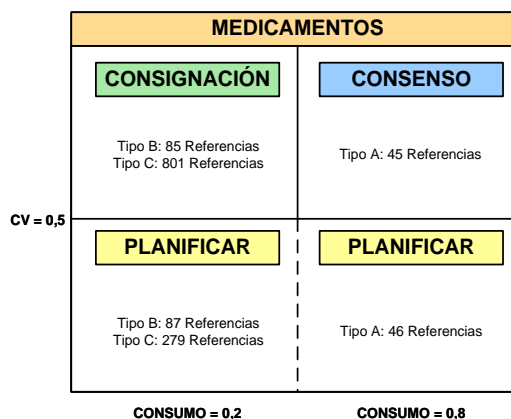 MEDICAMENTOS
CONSIGNACIÓN
CONSENSO
Tipo B: 85 Referencias
Tipo C: 801 Referencias
Tipo A: 45 Referencias
CV = 0,5
PLANIFICAR
PLANIFICAR
Tipo B: 87 Referencias
Tipo C: 279 Referencias
Tipo A: 46 Referencias
CONSUMO = 0,2
CONSUMO = 0,8